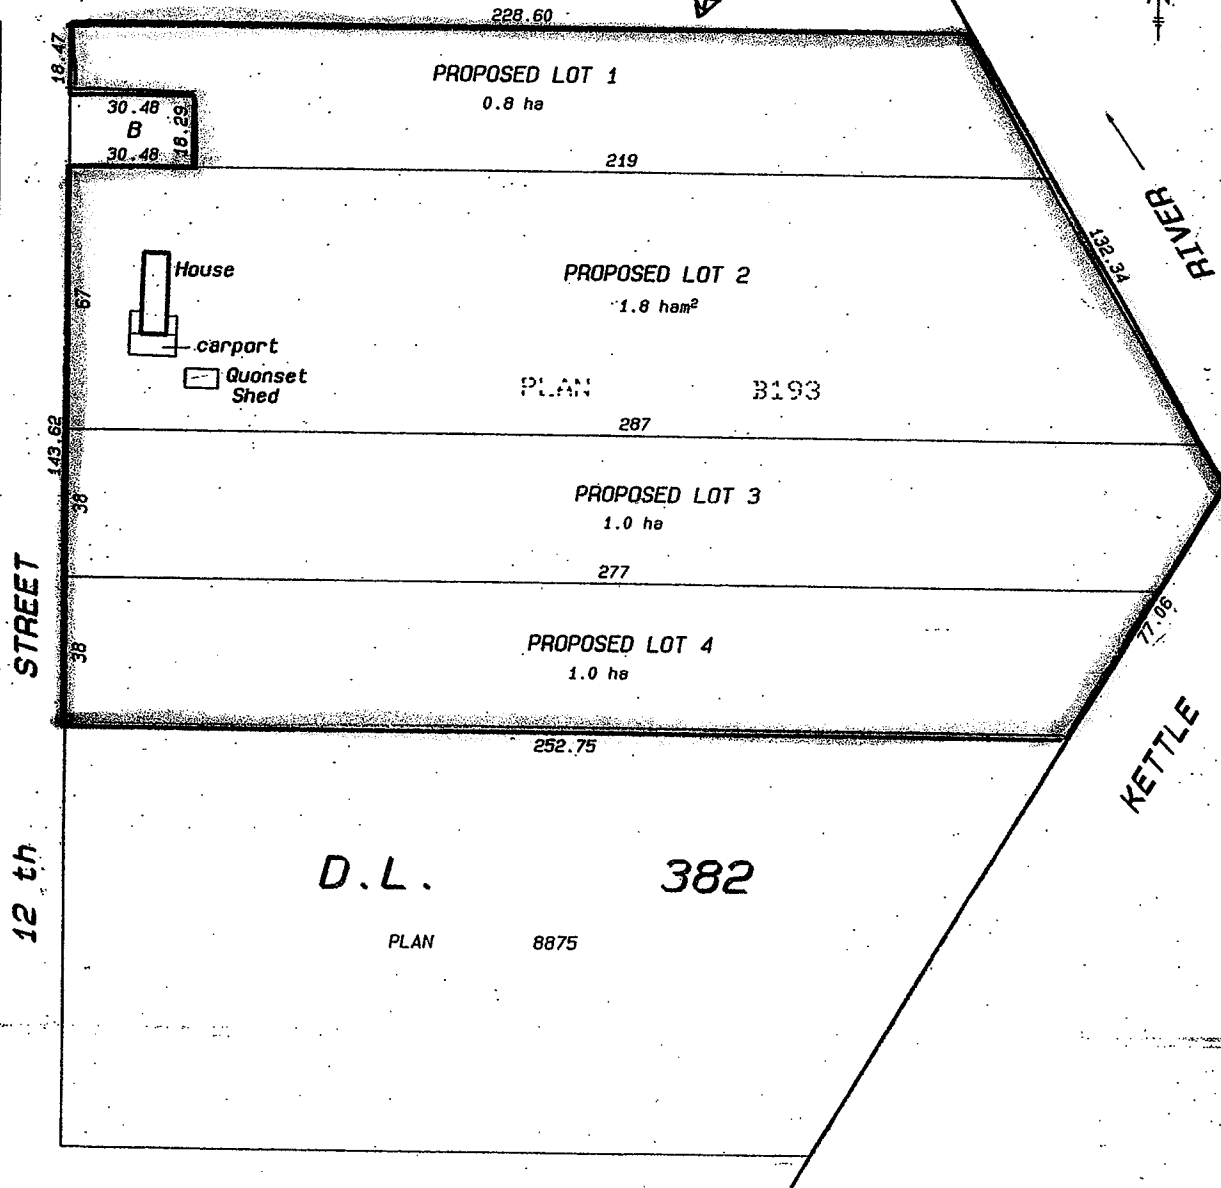 228.60
18.47
PROPOSED LOT 1
0.8 ha
30.48
B
18.29
30.48
219
RIVER
132.34
House
PROPOSED LOT 2
1.8 ham²
67
carport
Quonset
Shed
PLAN B193
143.62
287
PROPOSED LOT 3
1.0 ha
38
277
STREET
38
PROPOSED LOT 4
1.0 ha
77.06
252.75
KETTLE
D.L. 382
12 th
PLAN 8875